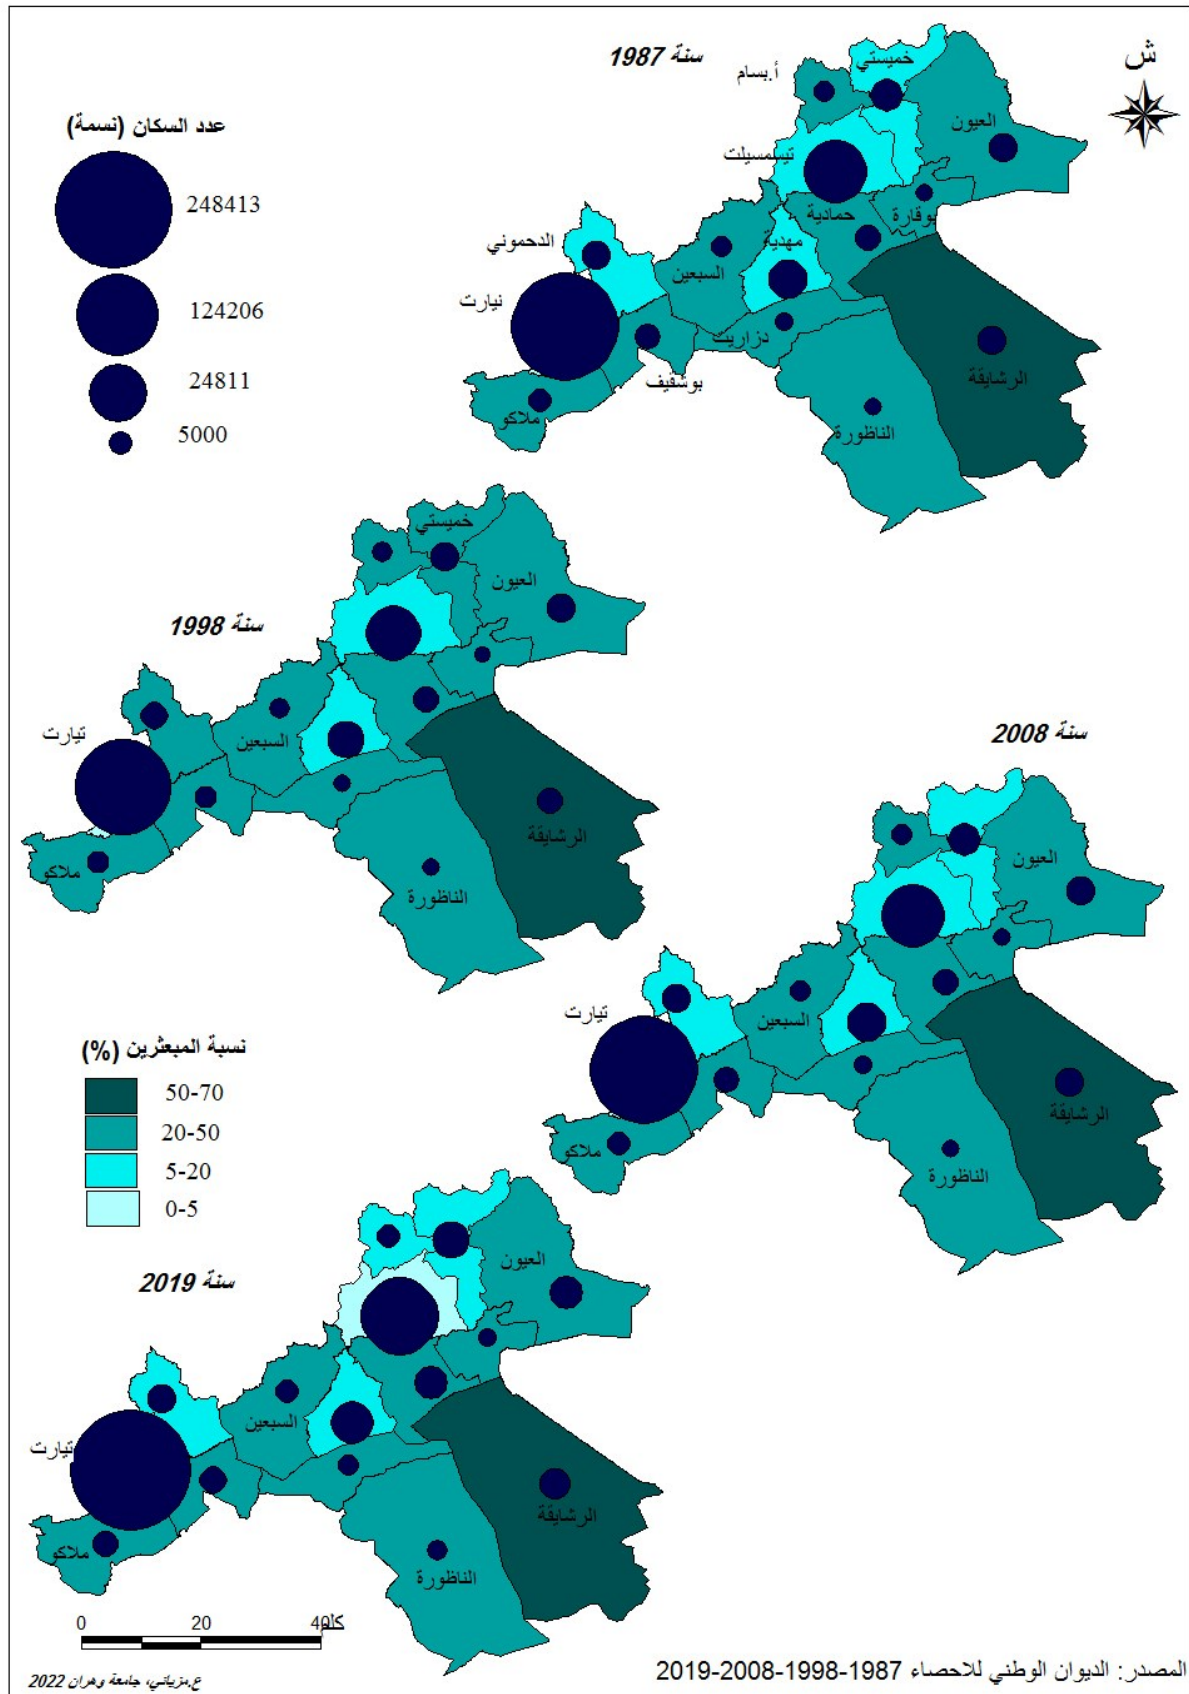 سنة 1987
ش
خميستي
أ.بسام
عدد السكان (نسمة)
العيون
تيسمسيلت
248413
بوقارة
حمادية
الدحموني
مهدية
السبعين
124206
نيارت
دزاريت
الرشايقة
بوشقيف
24811
ملاكو
الناظورة
5000
خميستي
العيون
سنة 1998
تيارت
السبعين
سنة 2008
الرشايقة
ملاكو
الناظورة
العيون
تيارت
السبعين
نسبة المبعثرين (%)
50-70
الرشايقة
20-50
ملاكو
5-20
الناظورة
0-5
العيون
سنة 2019
السبعين
تيارت
الرشايقة
ملاكو
الناظورة
0 20 40 كلم
المصدر: الديوان الوطني للاحصاء 1987-1998-2008-2019
ع.مزياني، جامعة وهران 2022